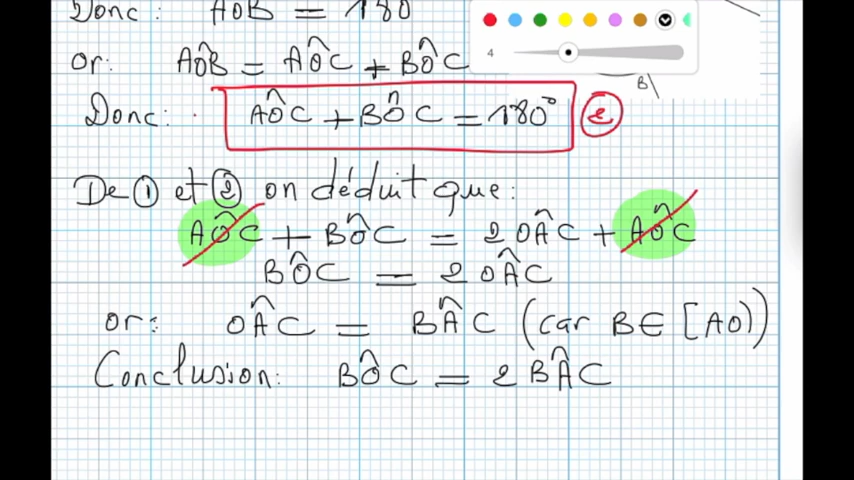 Donc: AÔB = 180
or: AÔB = AÔC + BÔC
4
B
Donc: AÔC + BÔC = 180° ②
De ① et ② on déduit que:
AÔC + BÔC = 2 OÂC + AÔC
BÔC = 2 OÂC
or: OÂC = BÂC (car B∈ [AO))
Conclusion: BÔC = 2 BÂC